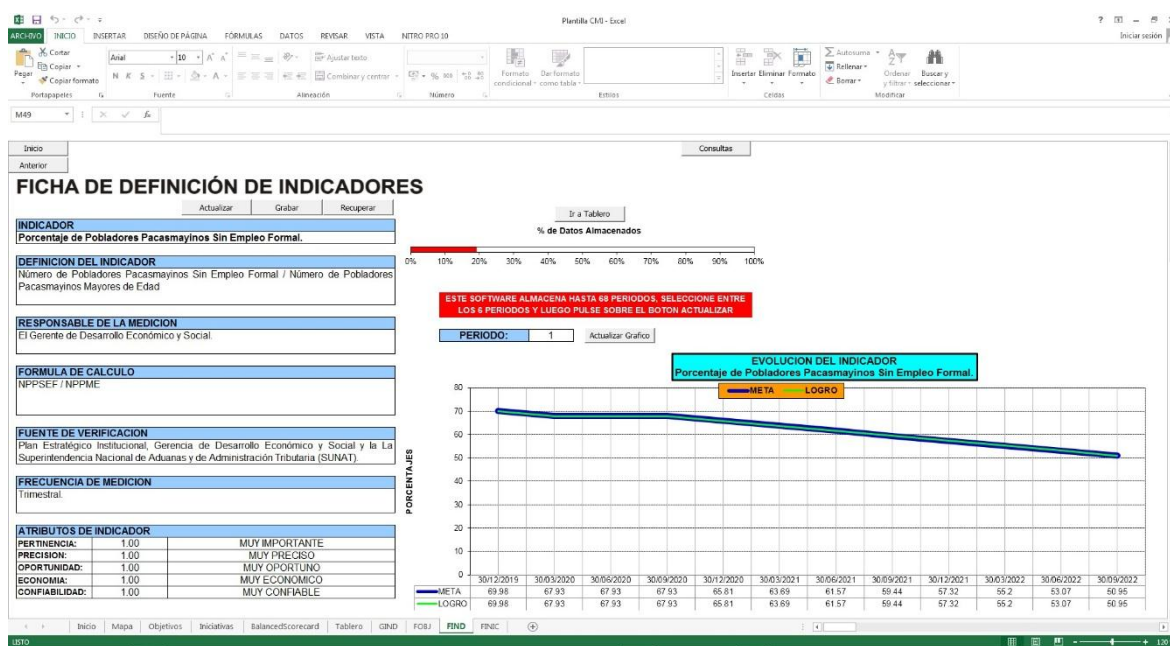 Plantilla CMI - Excel
ARCHIVO INICIO INSERTAR DISEÑO DE PÁGINA FÓRMULAS DATOS REVISAR VISTA NITRO PRO 10
Iniciar sesión
Pegar
Cortar
Copiar
Copiar formato
Portapapeles
Arial 10
N K S
Fuente
Ajustar texto
Combinar y centrar
Alineación
% 000
Número
Formato condicional
Dar formato como tabla
Estilos
Insertar Eliminar Formato
Celdas
Autosuma
Rellenar
Borrar
Ordenar y filtrar
Buscar y seleccionar
Modificar
M49
fx
Inicio
Consultas
Anterior
FICHA DE DEFINICIÓN DE INDICADORES
Actualizar Grabar Recuperar
INDICADOR
Porcentaje de Pobladores Pacasmayinos Sin Empleo Formal.
DEFINICION DEL INDICADOR
Número de Pobladores Pacasmayinos Sin Empleo Formal / Número de Pobladores
Pacasmayinos Mayores de Edad
RESPONSABLE DE LA MEDICION
El Gerente de Desarrollo Económico y Social.
FORMULA DE CALCULO
NPPSEF / NPPME
FUENTE DE VERIFICACION
Plan Estratégico Institucional, Gerencia de Desarrollo Económico y Social y la La
Superintendencia Nacional de Aduanas y de Administración Tributaria (SUNAT).
FRECUENCIA DE MEDICION
Trimestral.
ATRIBUTOS DE INDICADOR
PERTINENCIA: 1.00 MUY IMPORTANTE
PRECISION: 1.00 MUY PRECISO
OPORTUNIDAD: 1.00 MUY OPORTUNO
ECONOMIA: 1.00 MUY ECONOMICO
CONFIABILIDAD: 1.00 MUY CONFIABLE
Ir a Tablero
% de Datos Almacenados
0% 10% 20% 30% 40% 50% 60% 70% 80% 90% 100%
ESTE SOFTWARE ALMACENA HASTA 68 PERIODOS, SELECCIONE ENTRE
LOS 6 PERIODOS Y LUEGO PULSE SOBRE EL BOTON ACTUALIZAR
PERIODO: 1 Actualizar Grafico
EVOLUCION DEL INDICADOR
Porcentaje de Pobladores Pacasmayinos Sin Empleo Formal.
META LOGRO
PORCENTAJES
80
70
60
50
40
30
20
10
0
30/12/2019 30/03/2020 30/06/2020 30/09/2020 30/12/2020 30/03/2021 30/06/2021 30/09/2021 30/12/2021 30/03/2022 30/06/2022 30/09/2022
META 69.98 67.93 67.93 67.93 65.81 63.69 61.57 59.44 57.32 55.2 53.07 50.95
LOGRO 69.98 67.93 67.93 67.93 65.81 63.69 61.57 59.44 57.32 55.2 53.07 50.95
Inicio Mapa Objetivos Iniciativas BalancedScorecard Tablero GIND FOBJ FIND FINIC
LISTO